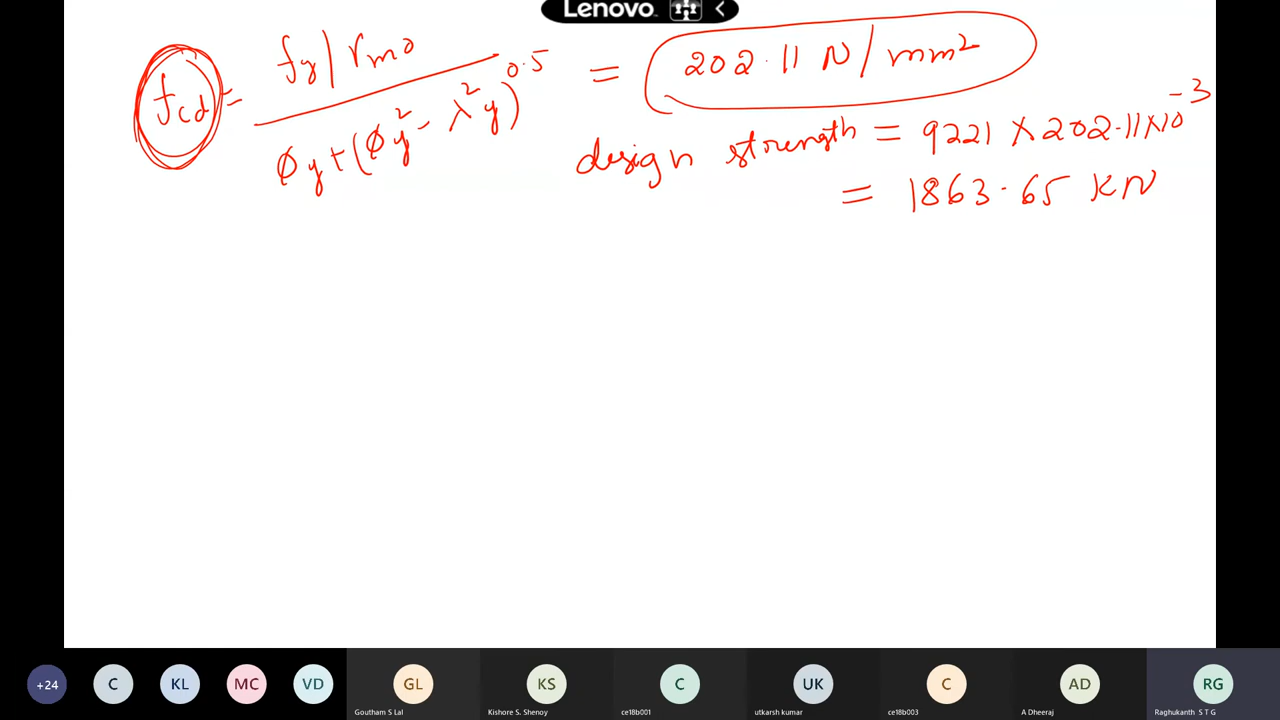 Lenovo
fcd = fy / γm0
ϕy + (ϕy² - λ²y)^0.5
= 202.11 N/mm²
design strength = 9221 × 202.11 × 10^-3
= 1863.65 KN
+24 C KL MC VD GL KS C UK C AD RG
Goutham S Lal Kishore S. Shenoy ce18b001 utkarsh kumar ce18b003 A Dheeraj Raghukanth S T G